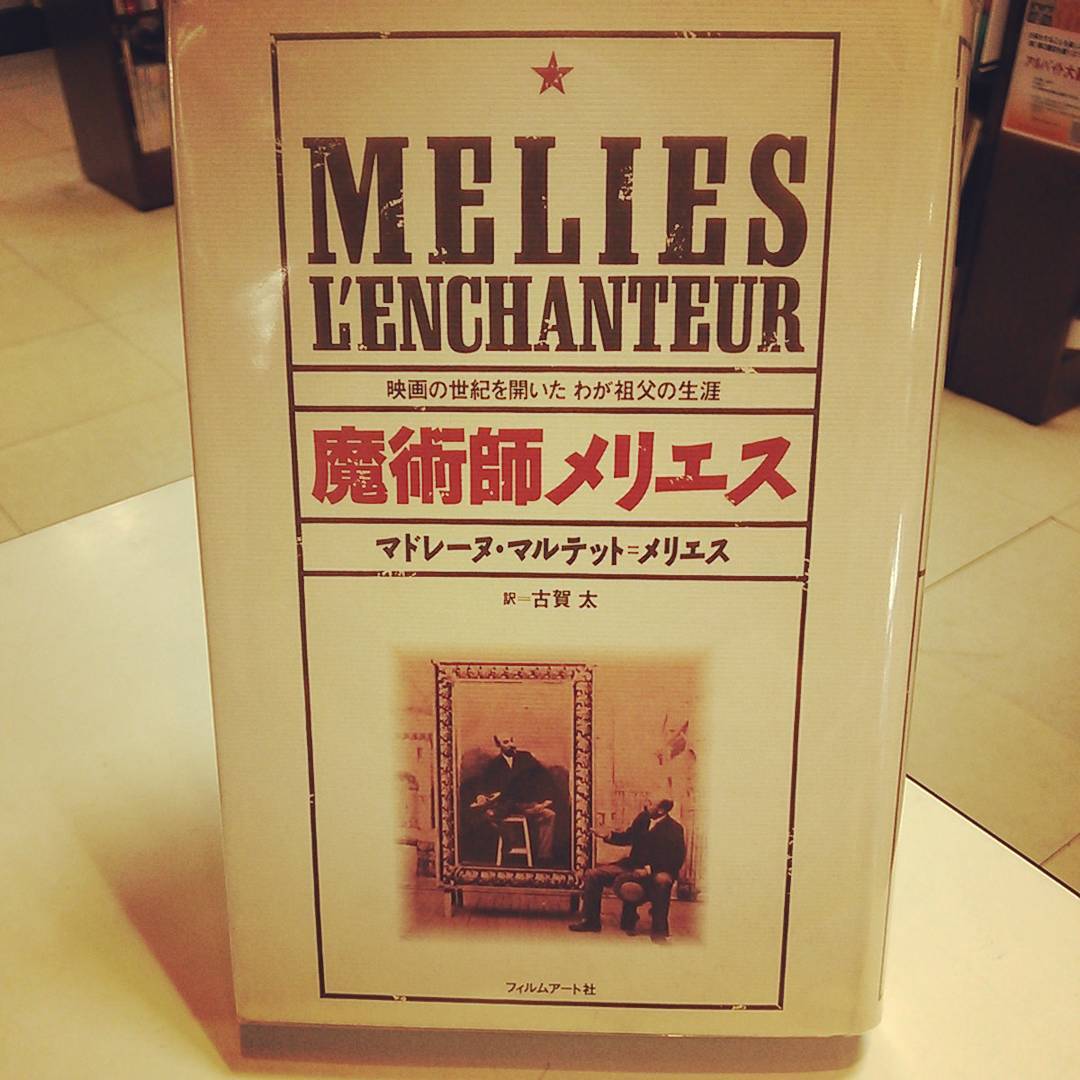 MELIES
L'ENCHANTEUR
映画の世紀を開いた わが祖父の生涯
魔術師メリエス
マドレーヌ・マルテット=メリエス
訳=古賀 太
フィルムアート社